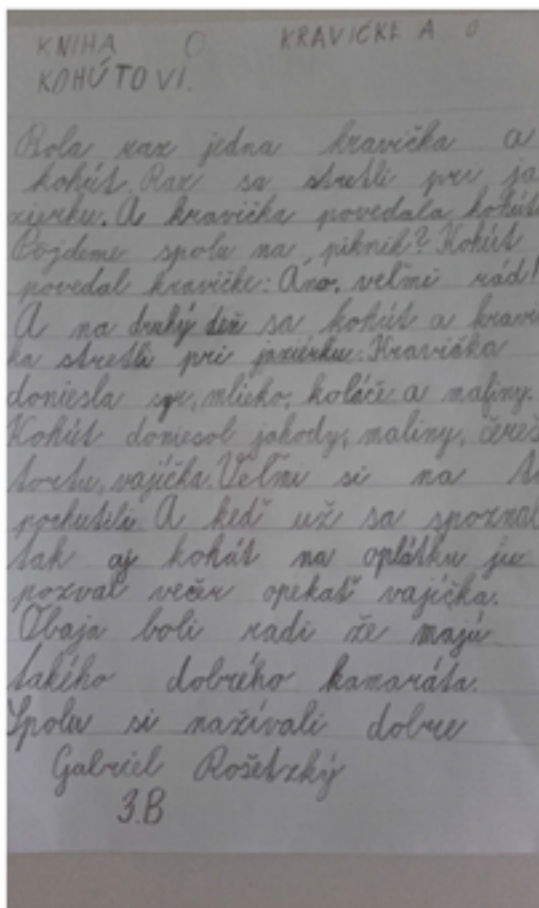 KNIHA O KRAVIČKE A O
KOHÚTOVI.
Bola raz jedna kravička a
kohút. Raz sa stretli pri ja
zierku. A kravička povedala kohút
Pojdeme spolu na piknik? Kohút
povedal kravičke: Áno, veľmi rád!
A na druhý deň sa kohút a kravi
ka stretli pri jazierku. Kravička
doniesla syr, mlieko, koláče a maliny.
Kohút doniesol jahody, maliny, čereš
tortu, vajíčka. Veľmi si na t
pochutili. A keď už sa spoznal
tak aj kohút na oplátku ju
pozval večer opekať vajíčka.
Obaja boli radi že majú
takého dobrého kamaráta.
Spolu si nažívali dobre
Gabriel Rošetzký
3.B